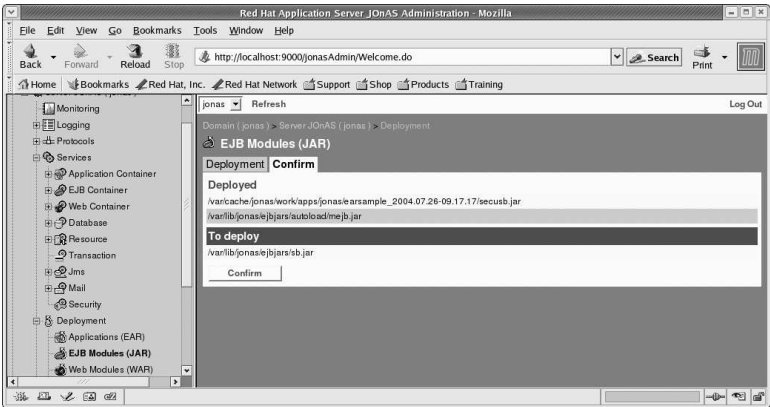 Red Hat Application Server_JOnAS Administration - Mozilla
File Edit View Go Bookmarks Tools Window Help
Back Forward Reload Stop http://localhost:9000/jonasAdmin/Welcome.do Search Print
Home Bookmarks Red Hat, Inc. Red Hat Network Support Shop Products Training
jonas Refresh Log Out
Monitoring
Logging
Protocols
Services
Application Container
EJB Container
Web Container
Database
Resource
Transaction
Jms
Mail
Security
Deployment
Applications (EAR)
EJB Modules (JAR)
Web Modules (WAR)
Domain ( jonas ) > Server JOnAS ( jonas ) > Deployment
EJB Modules (JAR)
Deployment Confirm
Deployed
/var/cache/jonas/work/apps/jonas/earsample_2004.07.26-09.17.17/secusb.jar
/var/lib/jonas/ejbjars/autoload/mejb.jar
To deploy
/var/lib/jonas/ejbjars/sb.jar
Confirm